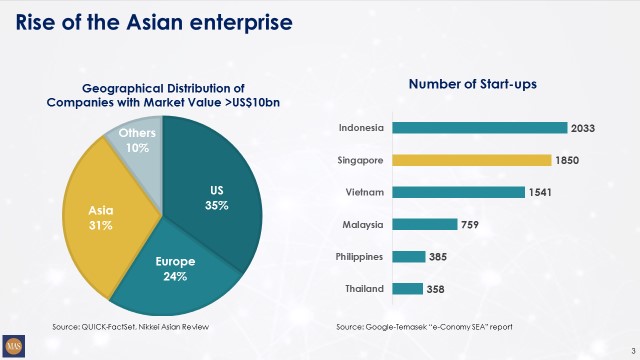 Rise of the Asian enterprise
Geographical Distribution of
Companies with Market Value >US$10bn
Others
10%
US
35%
Asia
31%
Europe
24%
Source: QUICK-FactSet, Nikkei Asian Review
Number of Start-ups
Indonesia 2033
Singapore 1850
Vietnam 1541
Malaysia 759
Philippines 385
Thailand 358
Source: Google-Temasek "e-Conomy SEA" report
MAS
3